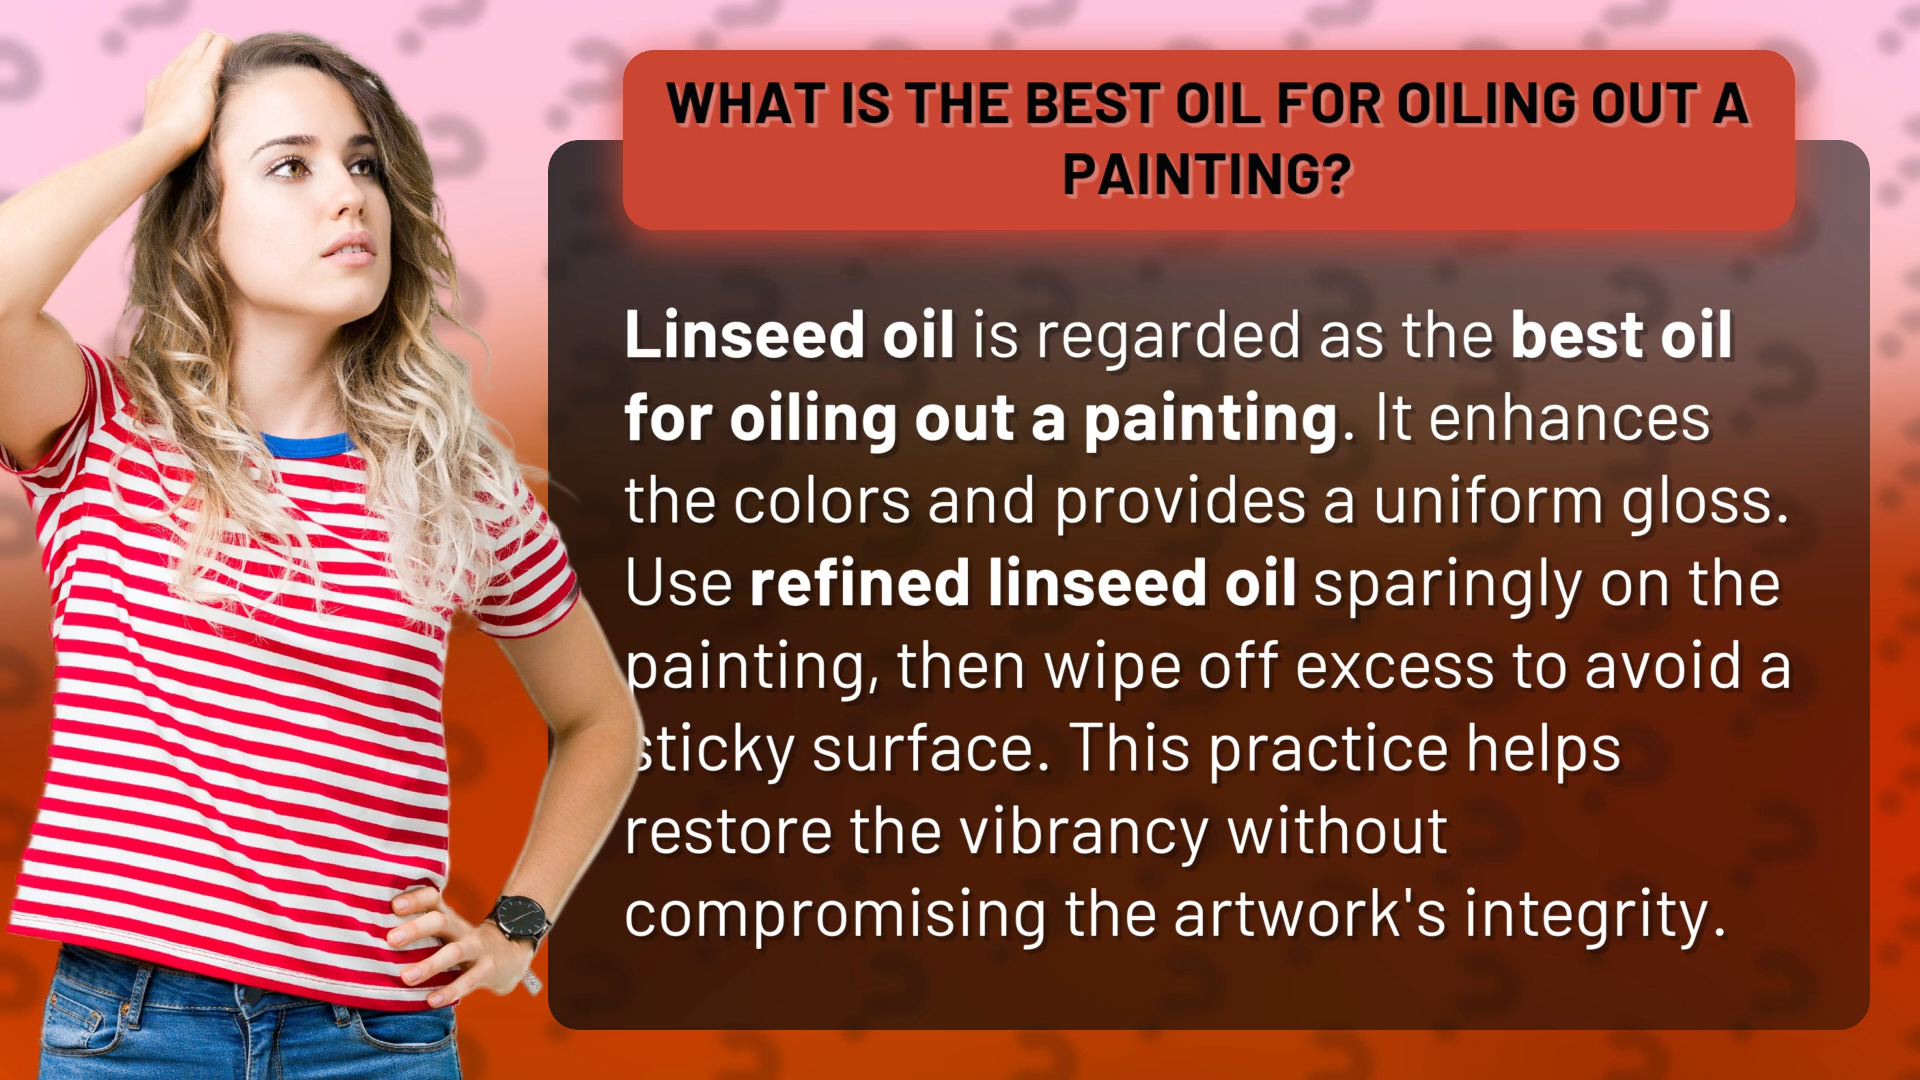 WHAT IS THE BEST OIL FOR OILING OUT A
PAINTING?
Linseed oil is regarded as the best oil
for oiling out a painting. It enhances
the colors and provides a uniform gloss.
Use refined linseed oil sparingly on the
painting, then wipe off excess to avoid a
sticky surface. This practice helps
restore the vibrancy without
compromising the artwork's integrity.